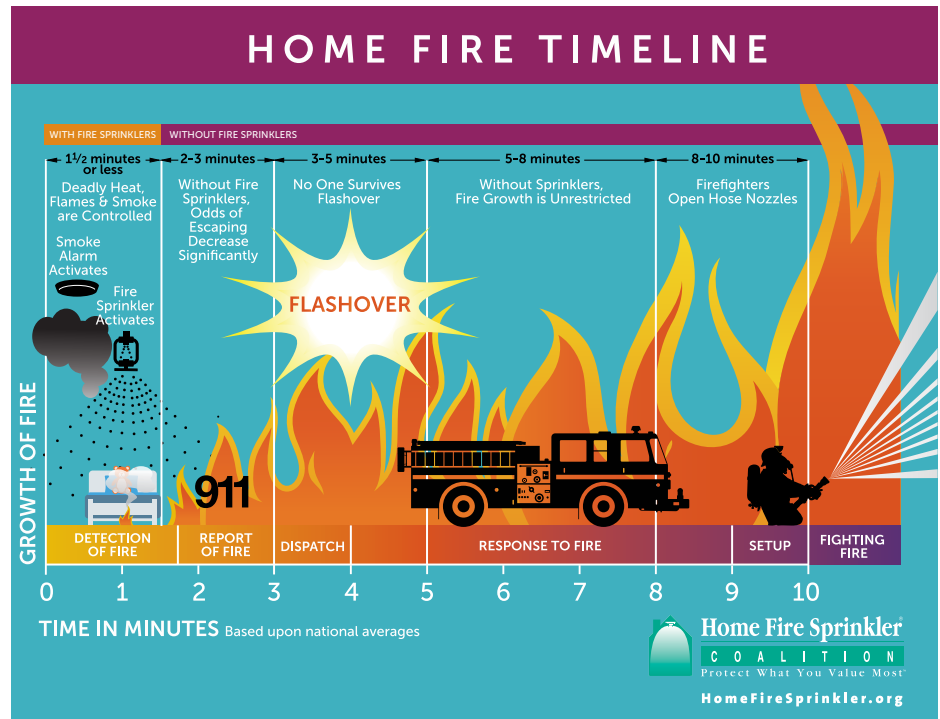 HOME FIRE TIMELINE
WITH FIRE SPRINKLERS
WITHOUT FIRE SPRINKLERS
1 1/2 minutes
or less
Deadly Heat,
Flames & Smoke
are Controlled
Smoke
Alarm
Activates
Fire
Sprinkler
Activates
2–3 minutes
Without Fire
Sprinklers,
Odds of
Escaping
Decrease
Significantly
3–5 minutes
No One Survives
Flashover
FLASHOVER
5–8 minutes
Without Sprinklers,
Fire Growth is Unrestricted
8–10 minutes
Firefighters
Open Hose Nozzles
GROWTH OF FIRE
911
DETECTION
OF FIRE
REPORT
OF FIRE
DISPATCH
RESPONSE TO FIRE
SETUP
FIGHTING
FIRE
0 1 2 3 4 5 6 7 8 9 10
TIME IN MINUTES Based upon national averages
Home Fire Sprinkler®
COALITION
Protect What You Value Most
HomeFireSprinkler.org